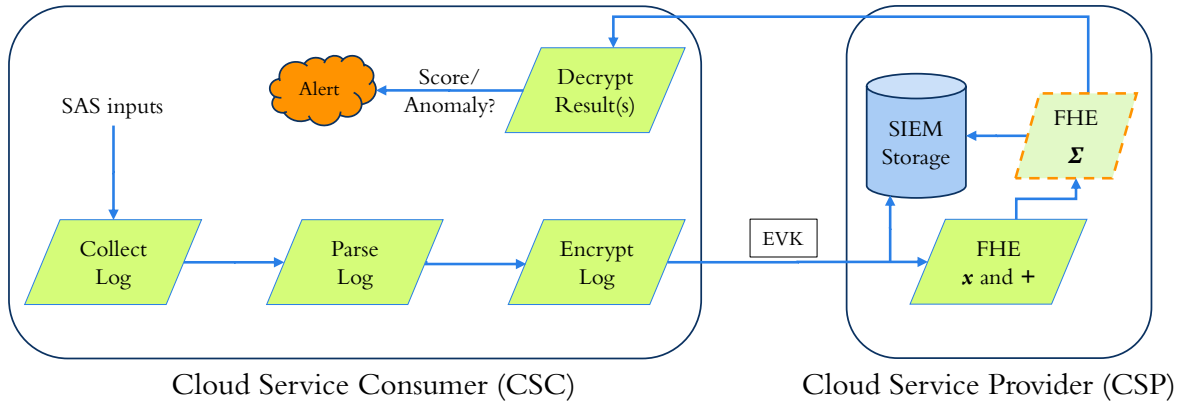 SAS inputs
Alert
Score/
Anomaly?
Decrypt
Result(s)
SIEM
Storage
FHE
Σ
Collect
Log
Parse
Log
Encrypt
Log
EVK
FHE
x and +
Cloud Service Consumer (CSC)
Cloud Service Provider (CSP)